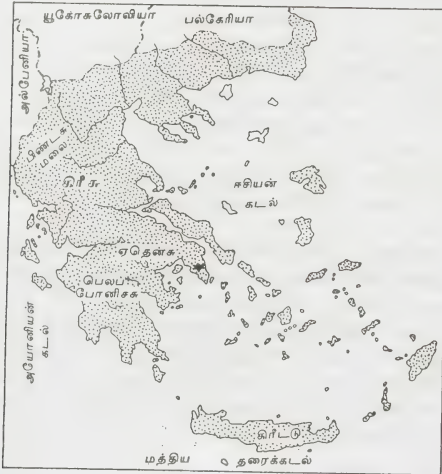 யூகோசுலோவியா
பல்கேரியா
அல்பேனியா
பிண்டசு
மலை
கிரீசு
ஈசியன்
கடல்
ஏதென்சு
பெலப்
போனிசசு
அயோனியன்
கடல்
கிரீட்டு
மத்திய தரைக்கடல்